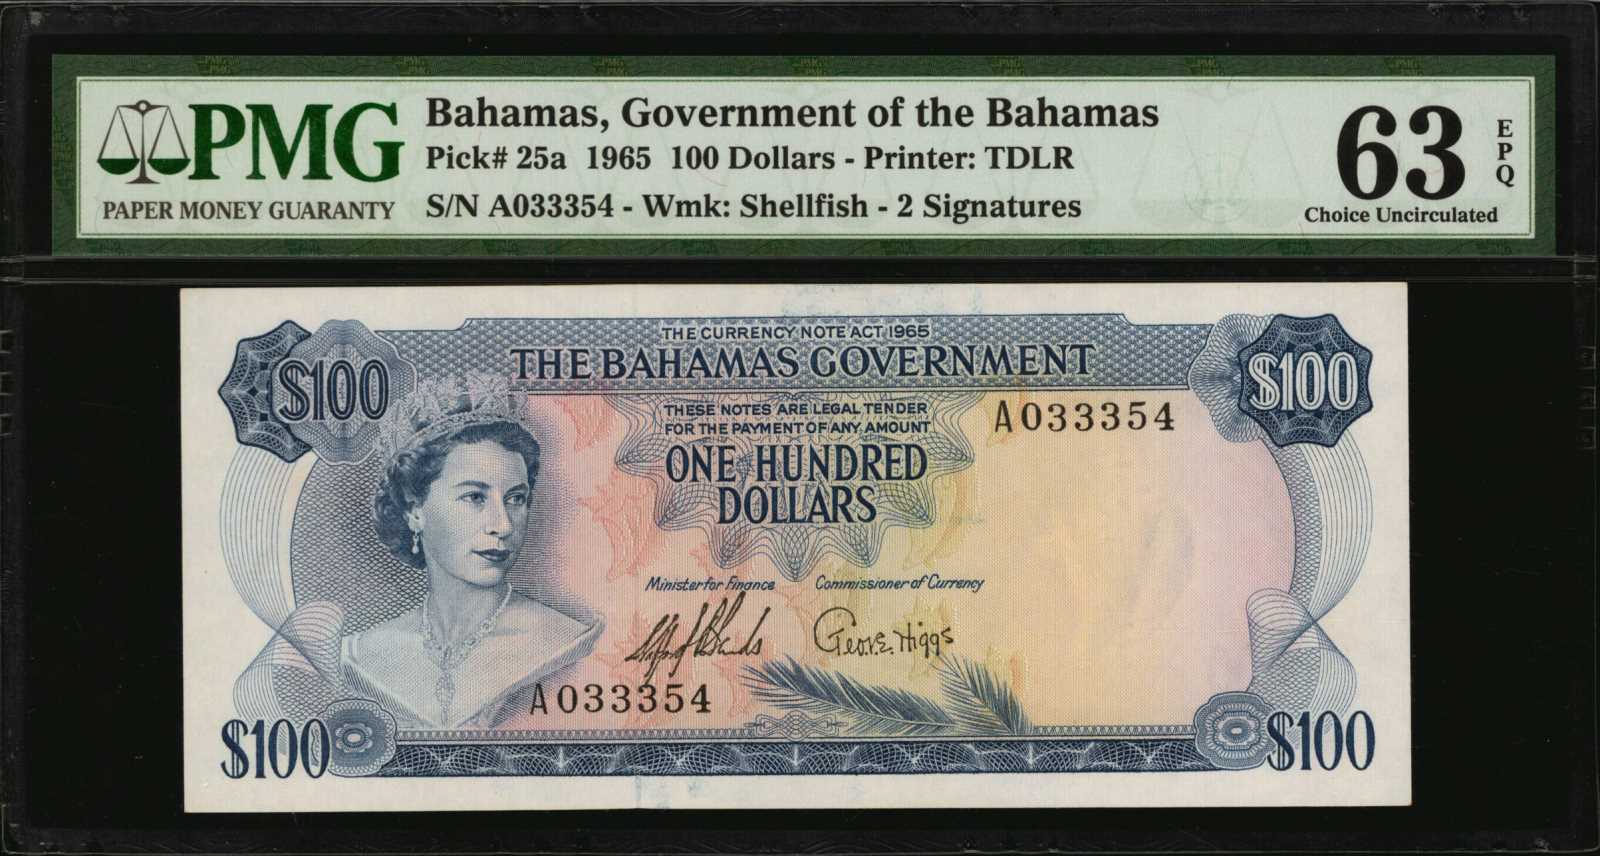 PMG
PAPER MONEY GUARANTY
Bahamas, Government of the Bahamas
Pick# 25a 1965 100 Dollars - Printer: TDLR
S/N A033354 - Wmk: Shellfish - 2 Signatures
63
EPQ
Choice Uncirculated
THE CURRENCY NOTE ACT 1965
THE BAHAMAS GOVERNMENT
$100
$100
THESE NOTES ARE LEGAL TENDER
FOR THE PAYMENT OF ANY AMOUNT
A033354
ONE HUNDRED
DOLLARS
Minister for Finance
Commissioner of Currency
Geo. E. Higgs
A033354
$100
$100